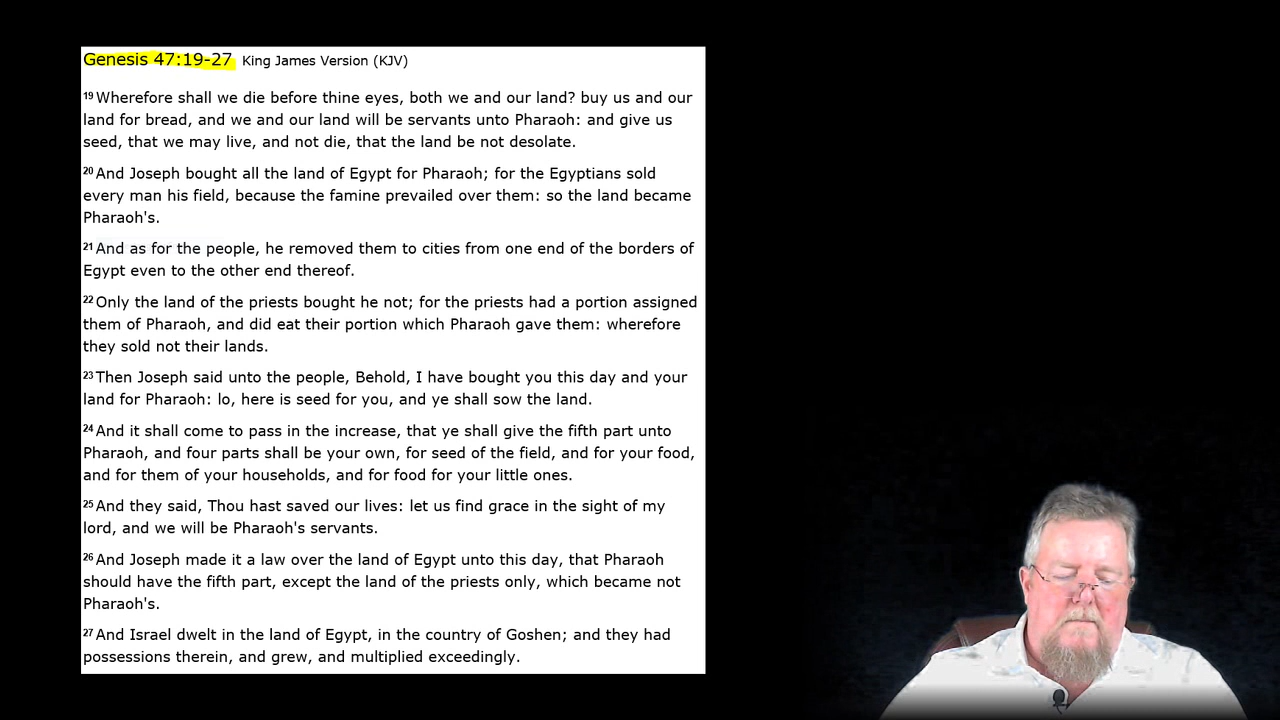 Genesis 47:19-27 King James Version (KJV)
19 Wherefore shall we die before thine eyes, both we and our land? buy us and our
land for bread, and we and our land will be servants unto Pharaoh: and give us
seed, that we may live, and not die, that the land be not desolate.
20 And Joseph bought all the land of Egypt for Pharaoh; for the Egyptians sold
every man his field, because the famine prevailed over them: so the land became
Pharaoh's.
21 And as for the people, he removed them to cities from one end of the borders of
Egypt even to the other end thereof.
22 Only the land of the priests bought he not; for the priests had a portion assigned
them of Pharaoh, and did eat their portion which Pharaoh gave them: wherefore
they sold not their lands.
23 Then Joseph said unto the people, Behold, I have bought you this day and your
land for Pharaoh: lo, here is seed for you, and ye shall sow the land.
24 And it shall come to pass in the increase, that ye shall give the fifth part unto
Pharaoh, and four parts shall be your own, for seed of the field, and for your food,
and for them of your households, and for food for your little ones.
25 And they said, Thou hast saved our lives: let us find grace in the sight of my
lord, and we will be Pharaoh's servants.
26 And Joseph made it a law over the land of Egypt unto this day, that Pharaoh
should have the fifth part, except the land of the priests only, which became not
Pharaoh's.
27 And Israel dwelt in the land of Egypt, in the country of Goshen; and they had
possessions therein, and grew, and multiplied exceedingly.